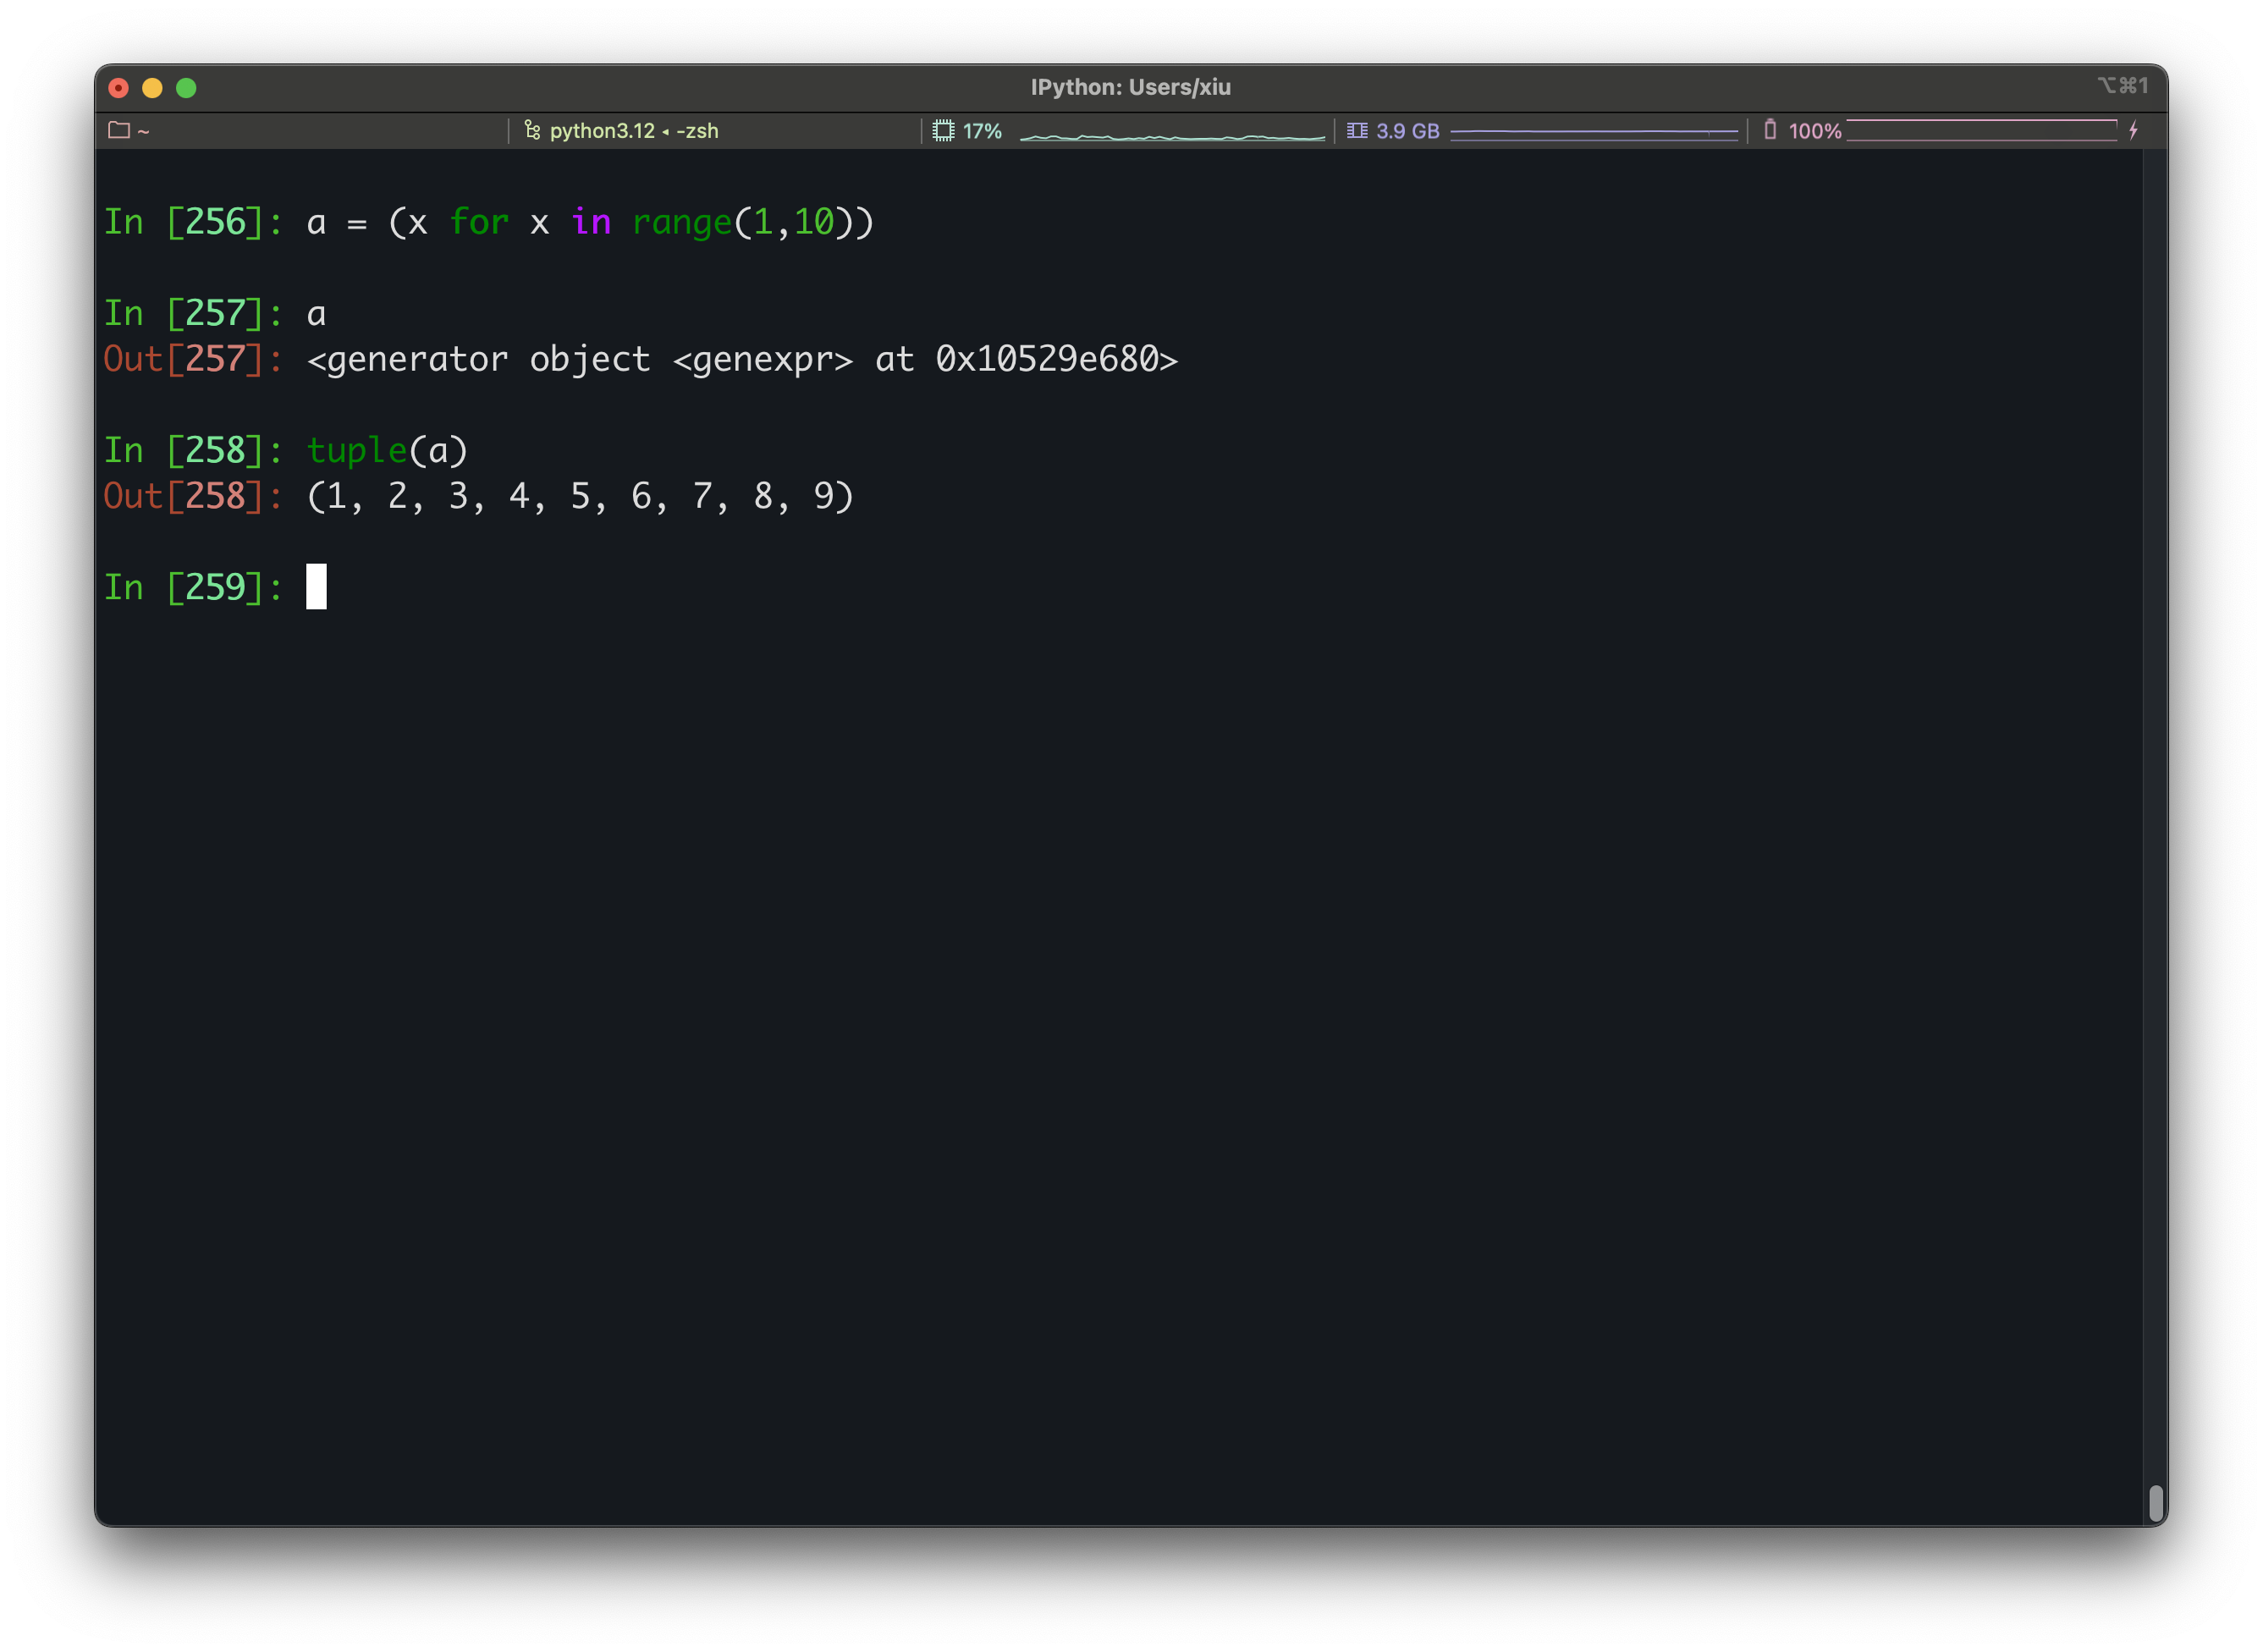 IPython: Users/xiu
⌥⌘1
~
python3.12 ◂ -zsh
17%
3.9 GB
100%
In [256]: a = (x for x in range(1,10))
In [257]: a
Out[257]: <generator object <genexpr> at 0x10529e680>
In [258]: tuple(a)
Out[258]: (1, 2, 3, 4, 5, 6, 7, 8, 9)
In [259]: